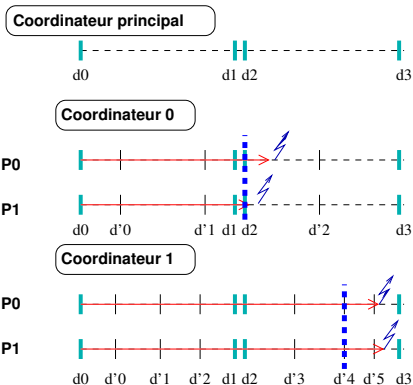 Coordinateur principal
d0 d1 d2 d3
Coordinateur 0
P0
P1
d0 d'0 d'1 d1 d2 d'2 d3
Coordinateur 1
P0
P1
d0 d'0 d'1 d'2 d1 d2 d'3 d'4 d'5 d3